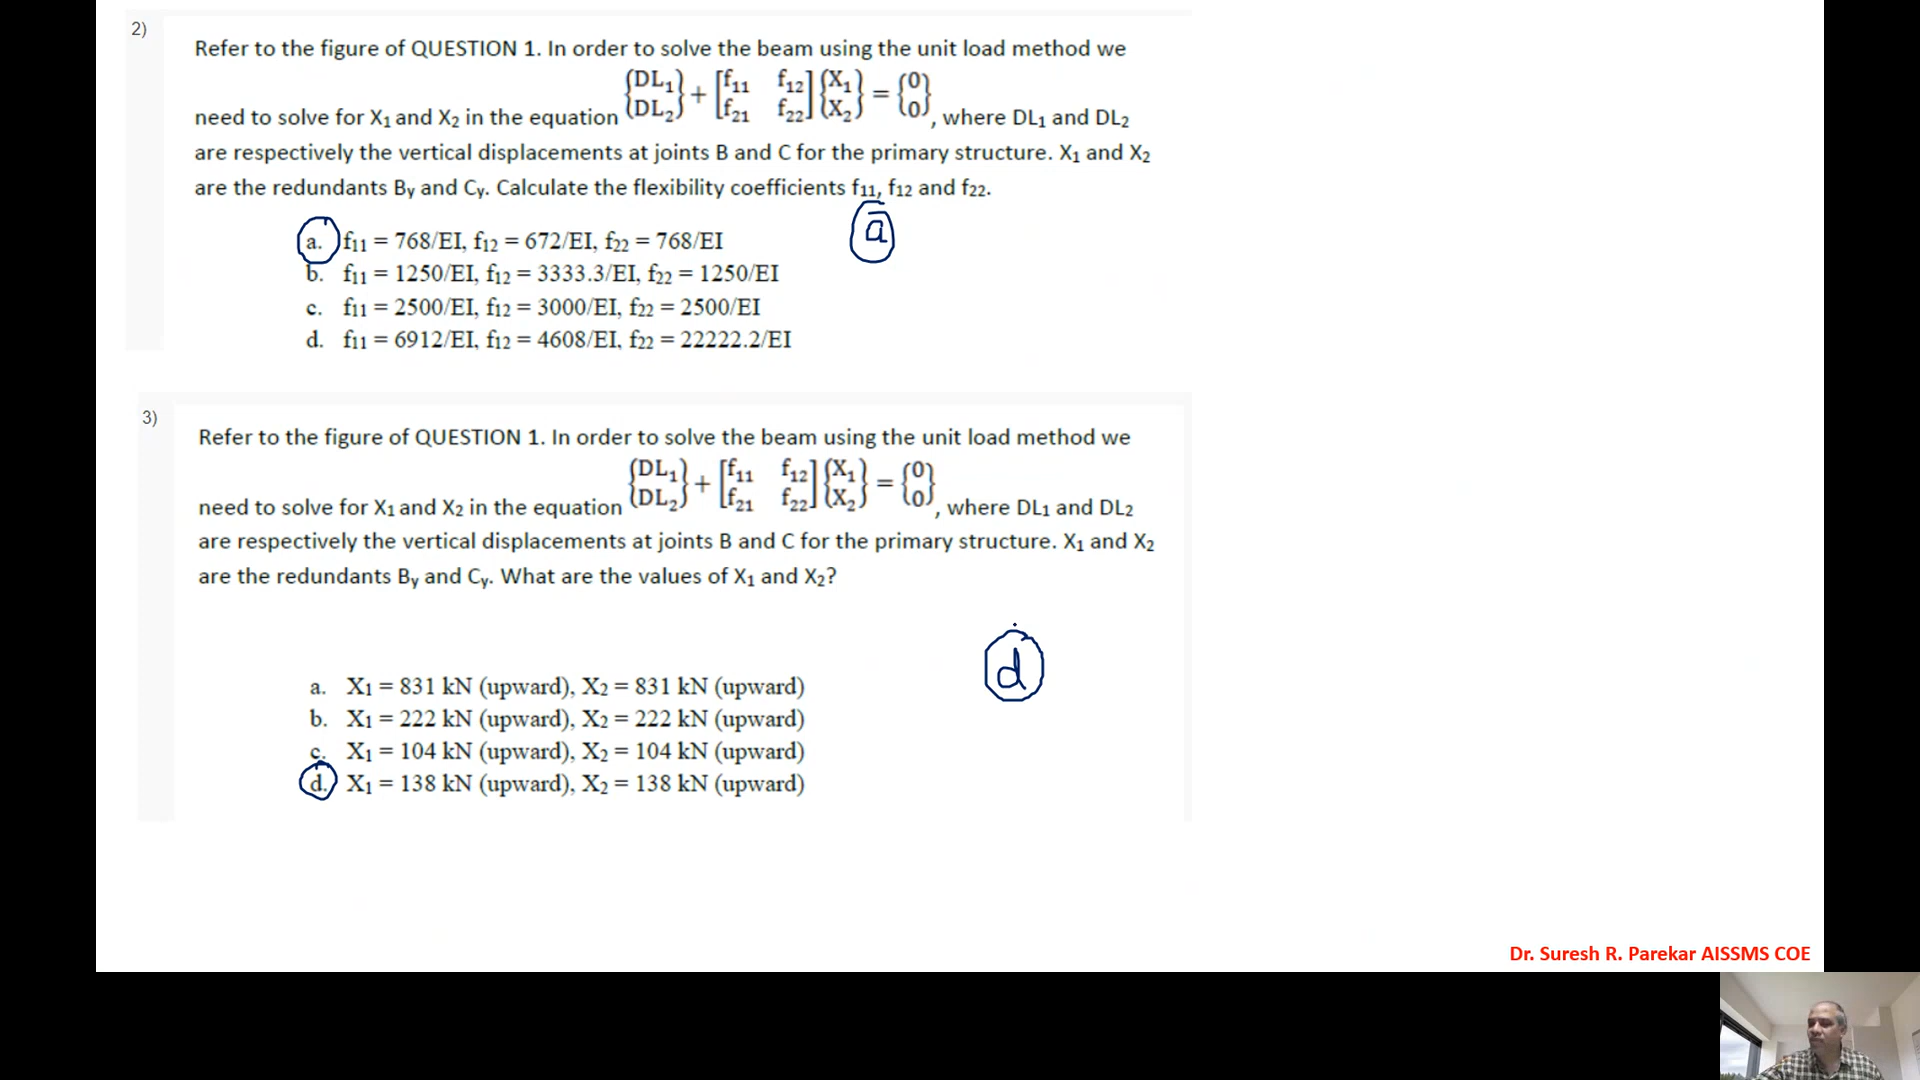 2)
Refer to the figure of QUESTION 1. In order to solve the beam using the unit load method we
need to solve for X₁ and X₂ in the equation {DL₁ DL₂} + [f₁₁ f₁₂ f₂₁ f₂₂] {X₁ X₂} = {0 0}, where DL₁ and DL₂
are respectively the vertical displacements at joints B and C for the primary structure. X₁ and X₂
are the redundants By and Cy. Calculate the flexibility coefficients f₁₁, f₁₂ and f₂₂.
a
a. f₁₁ = 768/EI, f₁₂ = 672/EI, f₂₂ = 768/EI
b. f₁₁ = 1250/EI, f₁₂ = 3333.3/EI, f₂₂ = 1250/EI
c. f₁₁ = 2500/EI, f₁₂ = 3000/EI, f₂₂ = 2500/EI
d. f₁₁ = 6912/EI, f₁₂ = 4608/EI, f₂₂ = 22222.2/EI
3)
Refer to the figure of QUESTION 1. In order to solve the beam using the unit load method we
need to solve for X₁ and X₂ in the equation {DL₁ DL₂} + [f₁₁ f₁₂ f₂₁ f₂₂] {X₁ X₂} = {0 0}, where DL₁ and DL₂
are respectively the vertical displacements at joints B and C for the primary structure. X₁ and X₂
are the redundants By and Cy. What are the values of X₁ and X₂?
d
a. X₁ = 831 kN (upward), X₂ = 831 kN (upward)
b. X₁ = 222 kN (upward), X₂ = 222 kN (upward)
c. X₁ = 104 kN (upward), X₂ = 104 kN (upward)
d. X₁ = 138 kN (upward), X₂ = 138 kN (upward)
Dr. Suresh R. Parekar AISSMS COE